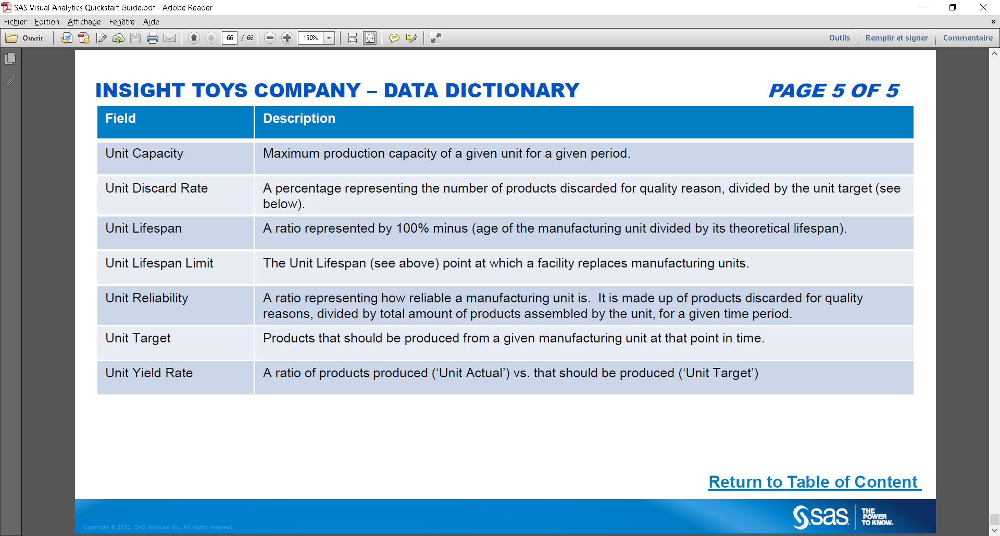 SAS Visual Analytics Quickstart Guide.pdf - Adobe Reader
Fichier Edition Affichage Fenêtre Aide
Ouvrir 66 / 66 150% Outils Remplir et signer Commentaire
INSIGHT TOYS COMPANY – DATA DICTIONARY PAGE 5 OF 5
Field Description
Unit Capacity Maximum production capacity of a given unit for a given period.
Unit Discard Rate A percentage representing the number of products discarded for quality reason, divided by the unit target (see
below).
Unit Lifespan A ratio represented by 100% minus (age of the manufacturing unit divided by its theoretical lifespan).
Unit Lifespan Limit The Unit Lifespan (see above) point at which a facility replaces manufacturing units.
Unit Reliability A ratio representing how reliable a manufacturing unit is.  It is made up of products discarded for quality
reasons, divided by total amount of products assembled by the unit, for a given time period.
Unit Target Products that should be produced from a given manufacturing unit at that point in time.
Unit Yield Rate A ratio of products produced (‘Unit Actual’) vs. that should be produced (‘Unit Target’)
Return to Table of Content
sas THE
POWER
TO KNOW.
Copyright © 2012, SAS Institute Inc. All rights reserved.